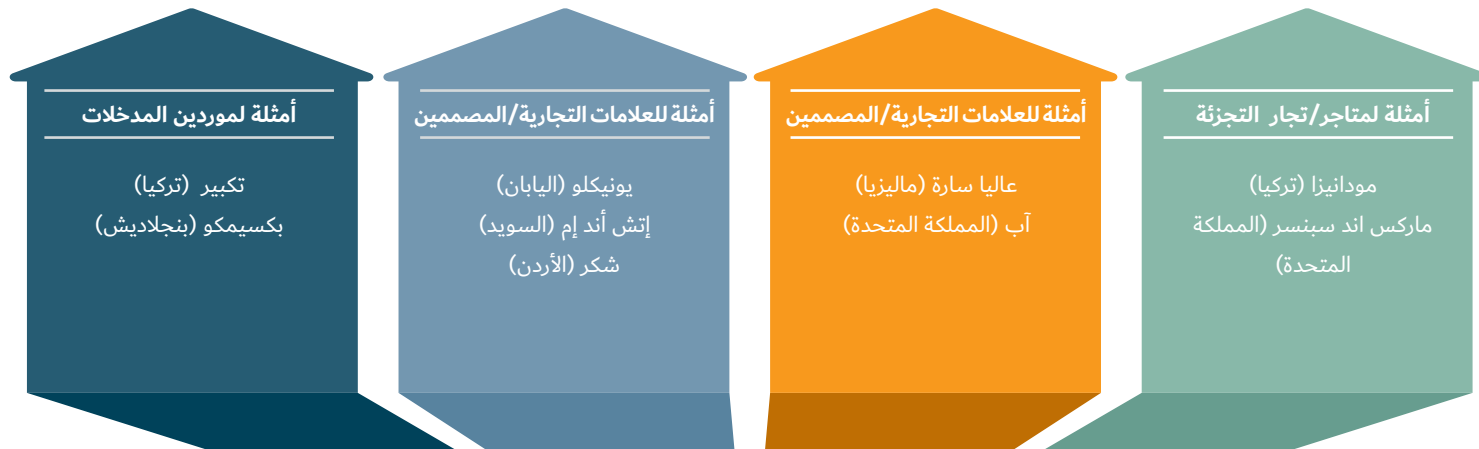 أمثلة لمتاجر/تجار التجزئة
مودانيزا (تركيا)
ماركس اند سبنسر (المملكة
المتحدة)
أمثلة للعلامات التجارية/المصممين
عاليا سارة (ماليزيا)
آب (المملكة المتحدة)
أمثلة للعلامات التجارية/المصممين
يونيكلو (اليابان)
إتش أند إم (السويد)
شكر (الأردن)
أمثلة لموردين المدخلات
تكبير (تركيا)
بكسيمكو (بنجلاديش)